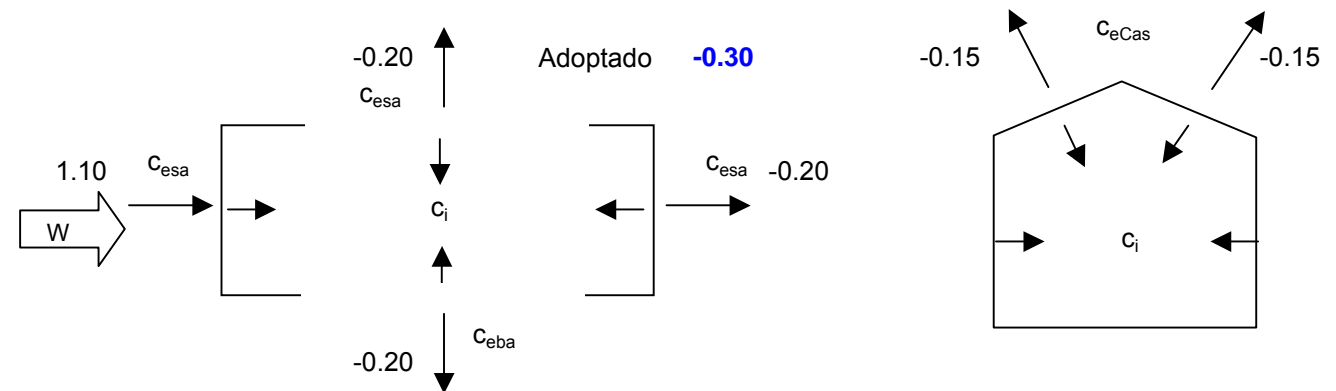 -0.20 Adoptado -0.30
c_esa
-0.15 c_eCas -0.15
1.10 c_esa
W
c_i
c_esa -0.20
-0.20 c_eba
c_i